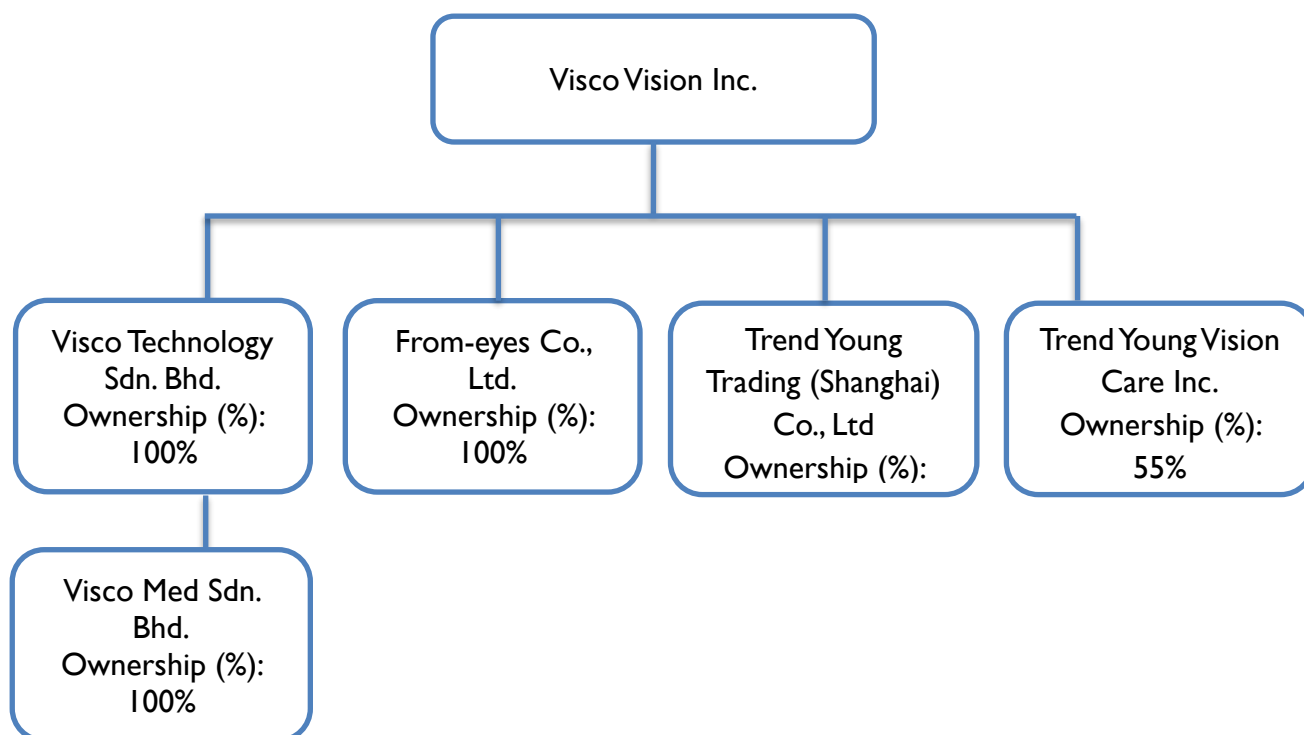 Visco Vision Inc.
Visco Technology
Sdn. Bhd.
Ownership (%):
100%
From-eyes Co.,
Ltd.
Ownership (%):
100%
Trend Young
Trading (Shanghai)
Co., Ltd
Ownership (%):
Trend Young Vision
Care Inc.
Ownership (%):
55%
Visco Med Sdn.
Bhd.
Ownership (%):
100%